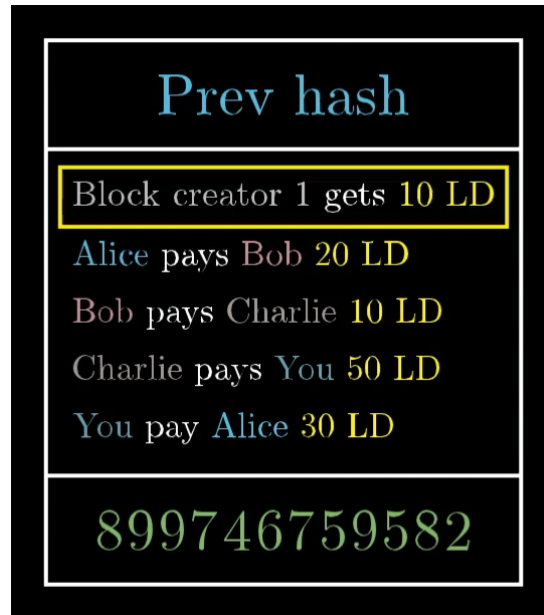 Prev hash
Block creator 1 gets 10 LD
Alice pays Bob 20 LD
Bob pays Charlie 10 LD
Charlie pays You 50 LD
You pay Alice 30 LD
899746759582